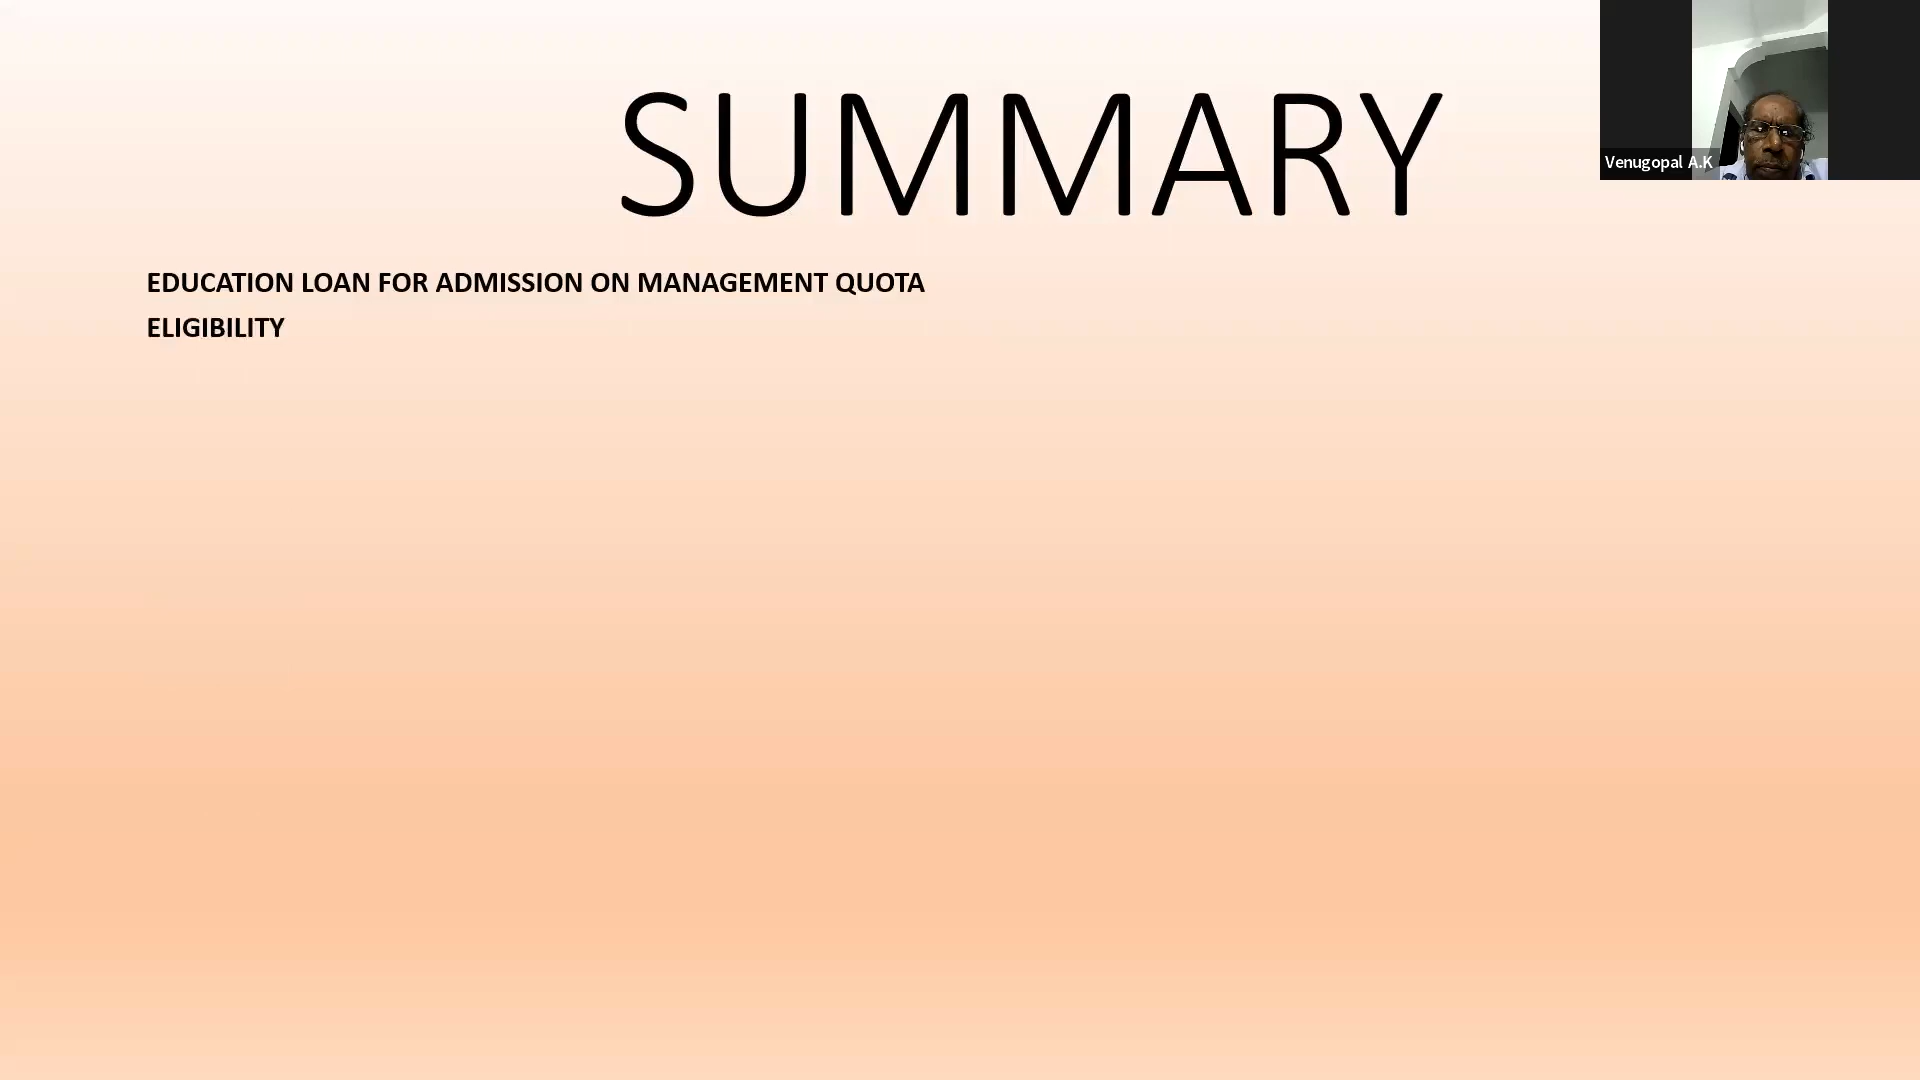 SUMMARY
EDUCATION LOAN FOR ADMISSION ON MANAGEMENT QUOTA
ELIGIBILITY
Venugopal A.K